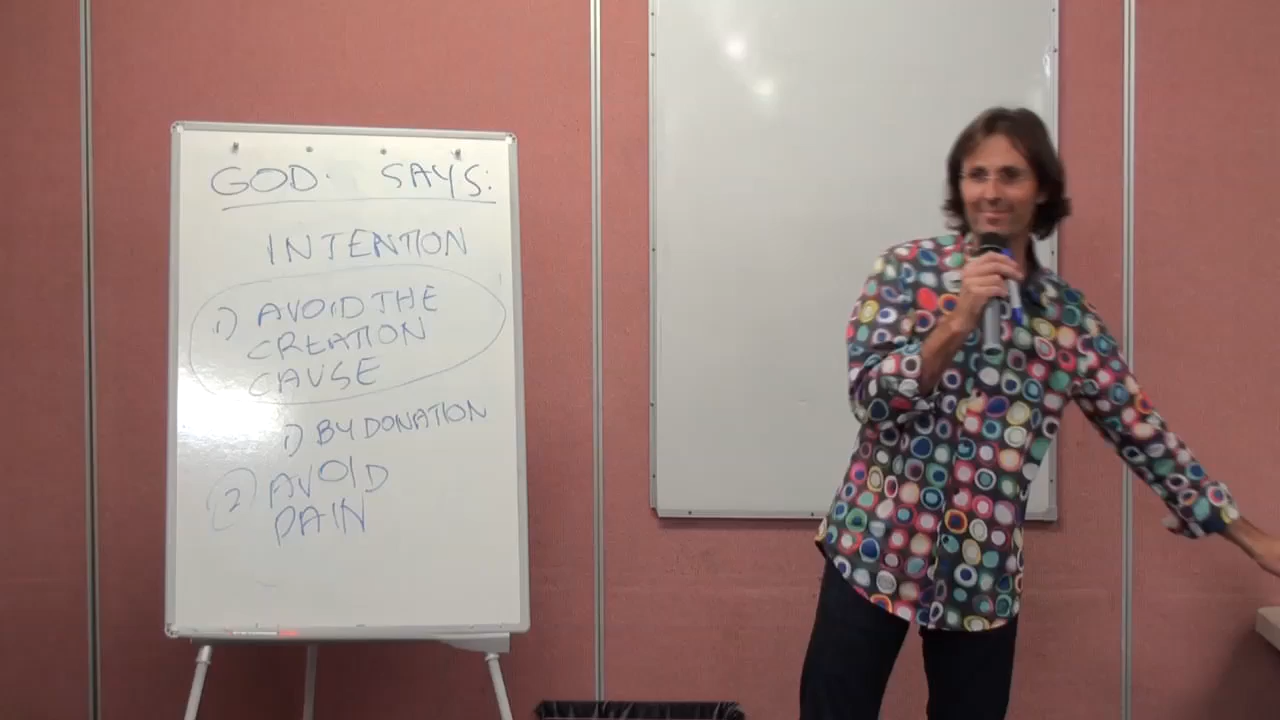 GOD. SAYS:
INTENTION
1) AVOID THE
CREATION
CAUSE
1) BY DONATION
2) AVOID
PAIN